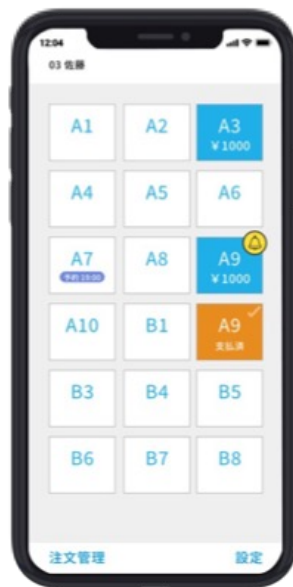 12:04
03 佐藤
A1 A2 A3
¥1000
A4 A5 A6
A7 A8 A9
予約 19:00 ¥1000
A10 B1 A9
支払済
B3 B4 B5
B6 B7 B8
注文管理 設定